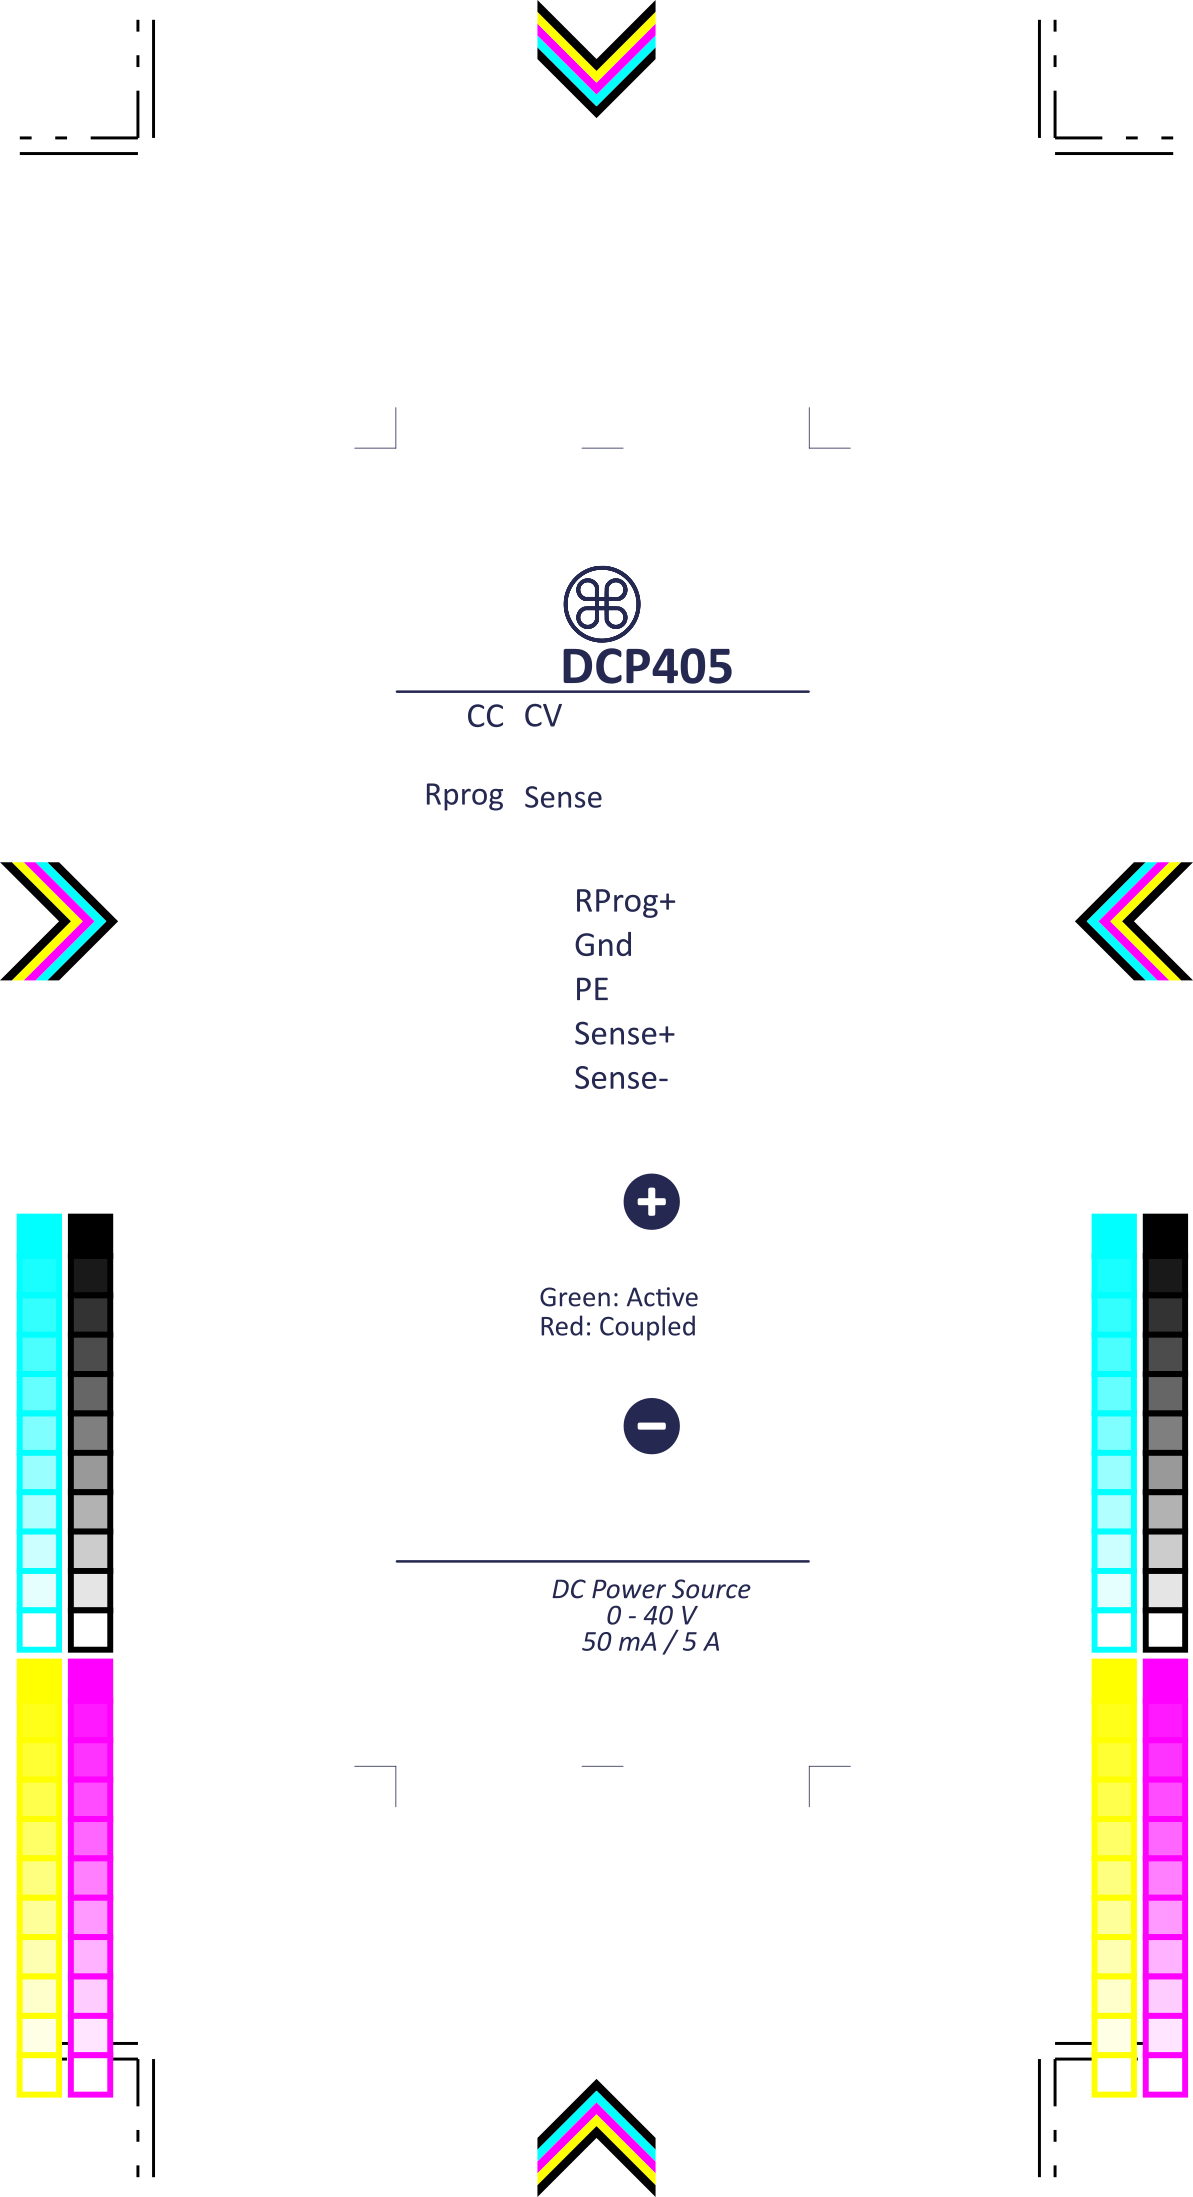 DCP405
CC CV
Rprog Sense
RProg+
Gnd
PE
Sense+
Sense-
Green: Active
Red: Coupled
DC Power Source
0 - 40 V
50 mA / 5 A